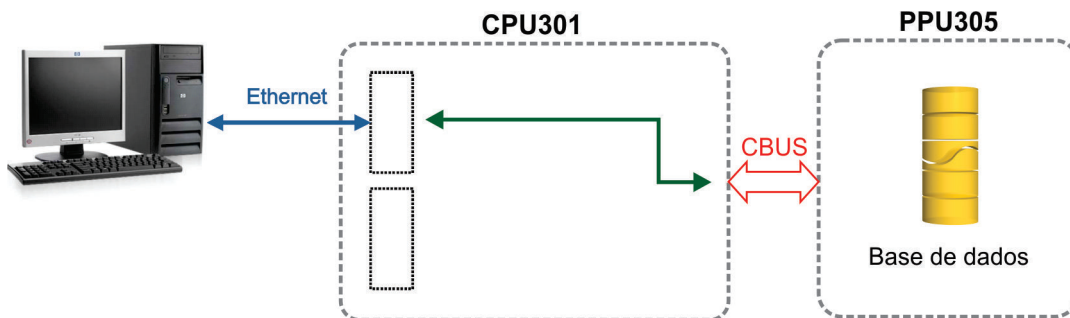 CPU301
PPU305
Ethernet
CBUS
Base de dados